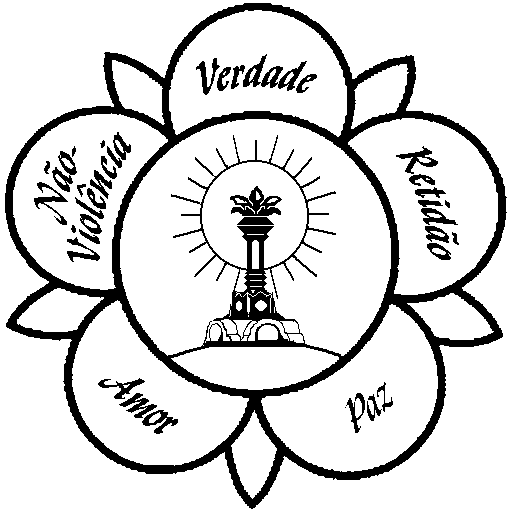 Verdade
Retidão
Paz
Amor
Não-
Violência